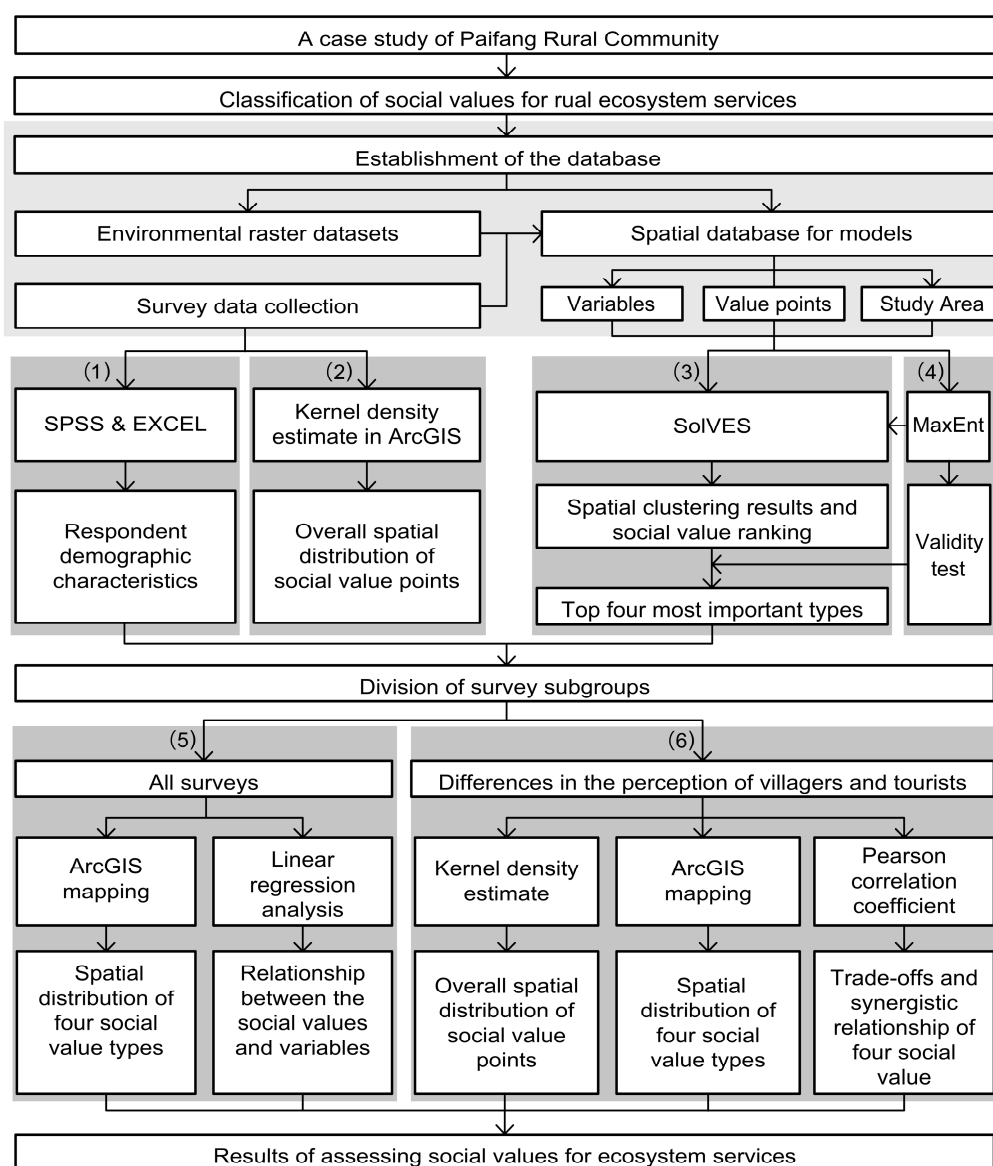 A case study of Paifang Rural Community
Classification of social values for rual ecosystem services
Establishment of the database
Environmental raster datasets
Spatial database for models
Survey data collection
Variables
Value points
Study Area
(1)
SPSS & EXCEL
Respondent
demographic
characteristics
(2)
Kernel density
estimate in ArcGIS
Overall spatial
distribution of
social value points
(3)
SolVES
Spatial clustering results and
social value ranking
Top four most important types
(4)
MaxEnt
Validity
test
Division of survey subgroups
(5)
All surveys
ArcGIS
mapping
Spatial
distribution of
four social
value types
Linear
regression
analysis
Relationship
between the
social values
and variables
(6)
Differences in the perception of villagers and tourists
Kernel density
estimate
Overall spatial
distribution of
social value
points
ArcGIS
mapping
Spatial
distribution of
four social
value types
Pearson
correlation
coefficient
Trade-offs and
synergistic
relationship of
four social
value
Results of assessing social values for ecosystem services